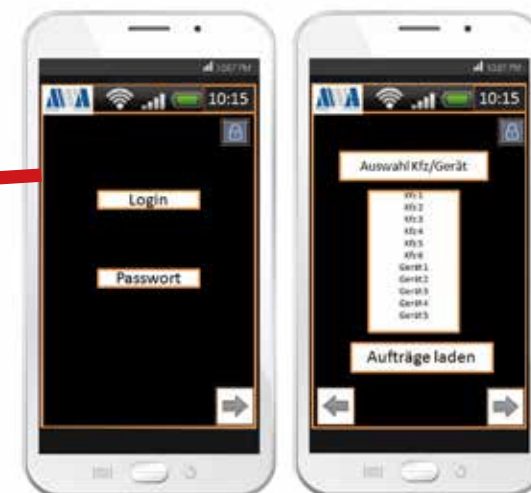 10:15
Login
Passwort
10:15
Auswahl Kfz/Gerät
Kfz 1
Kfz 2
Kfz 3
Kfz 4
Kfz 5
Kfz 6
Gerät 1
Gerät 2
Gerät 3
Gerät 4
Gerät 5
Aufträge laden